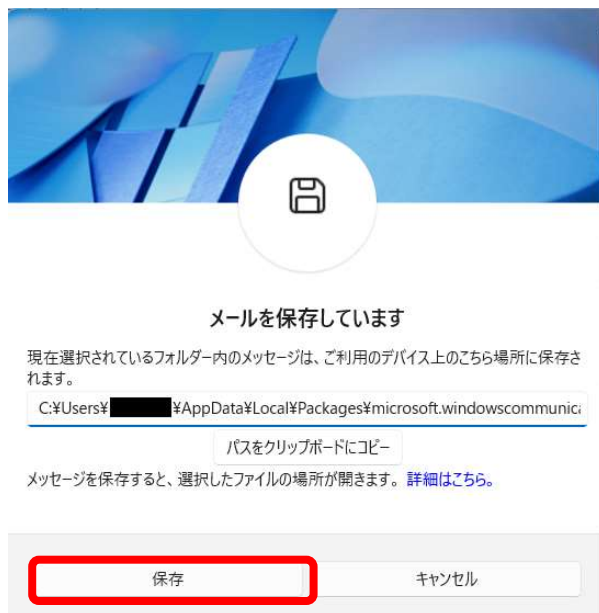 メールを保存しています
現在選択されているフォルダー内のメッセージは、ご利用のデバイス上のこちら場所に保存さ
れます。
C:¥Users¥ ¥AppData¥Local¥Packages¥microsoft.windowscommunica
パスをクリップボードにコピー
メッセージを保存すると、選択したファイルの場所が開きます。 詳細はこちら。
保存 キャンセル